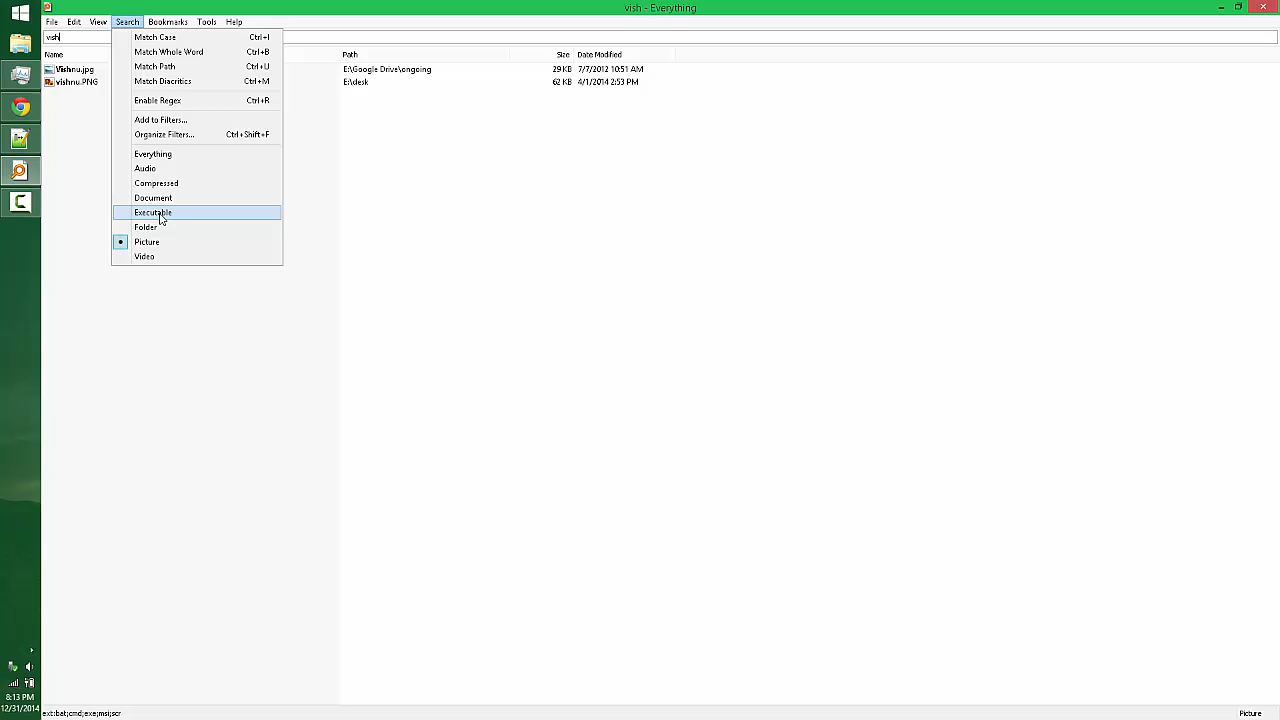 vish - Everything
File Edit View Search Bookmarks Tools Help
vish
Name Path Size Date Modified
Vishnu.jpg E:\Google Drive\ongoing 29 KB 7/7/2012 10:51 AM
vishnu.PNG E:\desk 62 KB 4/1/2014 2:53 PM
Match Case Ctrl+I
Match Whole Word Ctrl+B
Match Path Ctrl+U
Match Diacritics Ctrl+M
Enable Regex Ctrl+R
Add to Filters...
Organize Filters... Ctrl+Shift+F
Everything
Audio
Compressed
Document
Executable
Folder
Picture
Video
8:13 PM
12/31/2014
ext:bat;cmd;exe;msi;scr Picture